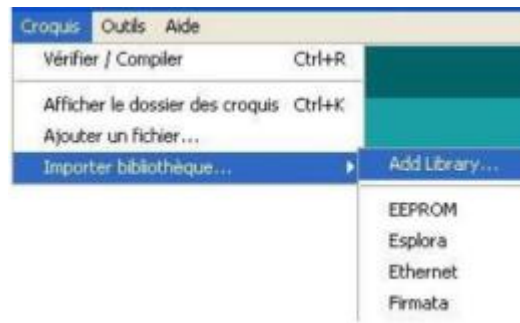 Croquis Outils Aide
Vérifier / Compiler Ctrl+R
Afficher le dossier des croquis Ctrl+K
Ajouter un fichier...
Importer bibliothèque...
Add Library...
EEPROM
Esplora
Ethernet
Firmata